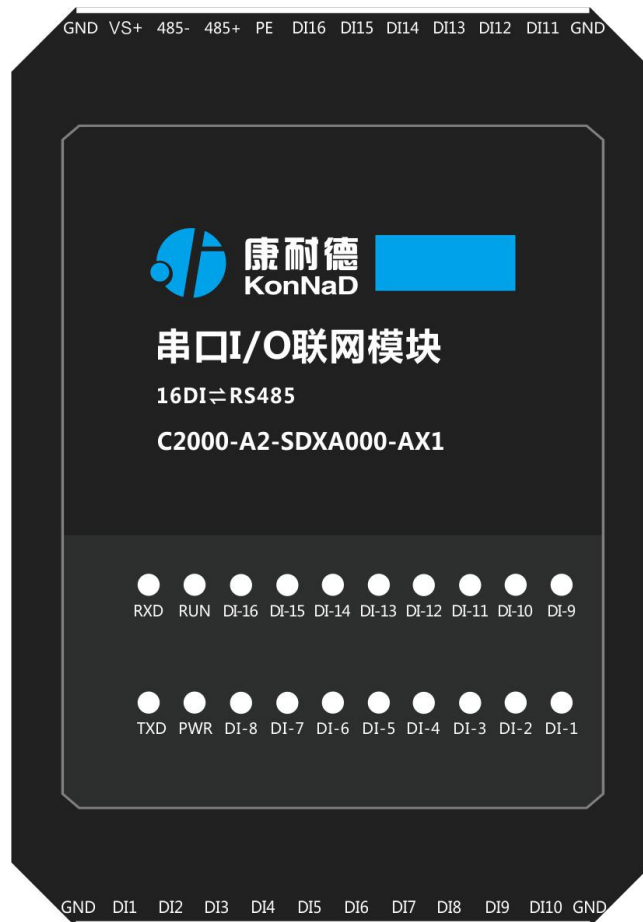 GND VS+ 485- 485+ PE DI16 DI15 DI14 DI13 DI12 DI11 GND
康耐德
KonNaD
串口I/O联网模块
16DI⇌RS485
C2000-A2-SDXA000-AX1
RXD RUN DI-16 DI-15 DI-14 DI-13 DI-12 DI-11 DI-10 DI-9
TXD PWR DI-8 DI-7 DI-6 DI-5 DI-4 DI-3 DI-2 DI-1
GND DI1 DI2 DI3 DI4 DI5 DI6 DI7 DI8 DI9 DI10 GND